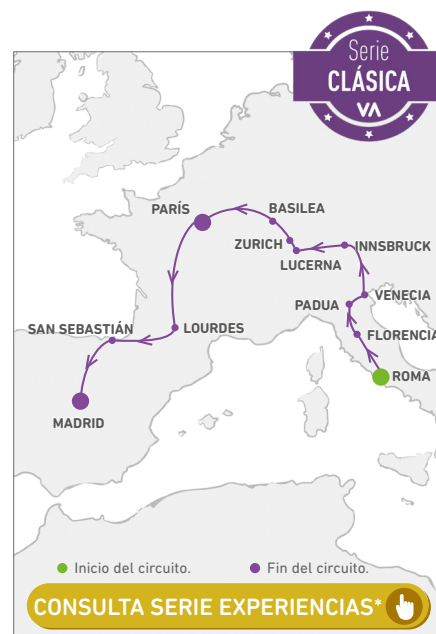 Serie
CLÁSICA
VA
PARÍS
BASILEA
ZURICH
INNSBRUCK
LUCERNA
VENECIA
PADUA
SAN SEBASTIÁN
LOURDES
FLORENCIA
ROMA
MADRID
Inicio del circuito.
Fin del circuito.
CONSULTA SERIE EXPERIENCIAS*